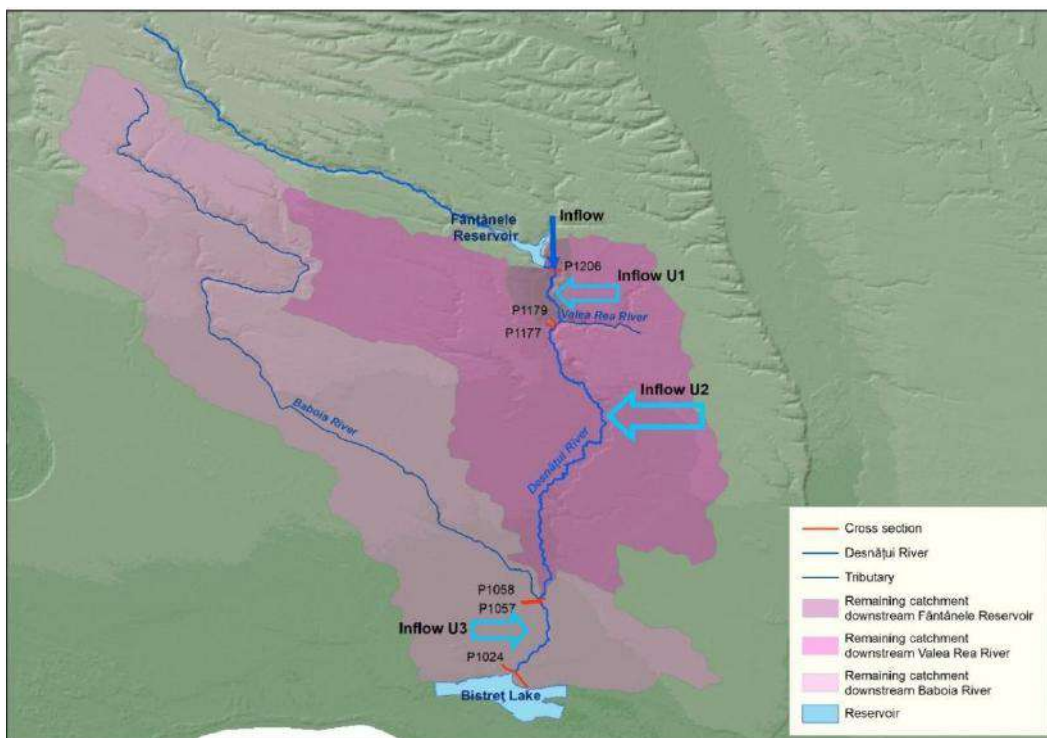 Fântânele
Reservoir
Inflow
P1206
Inflow U1
P1179
Valea Rea River
P1177
Inflow U2
Baboia River
Desnățui River
P1058
P1057
Inflow U3
P1024
Bistreț Lake
Cross section
Desnățui River
Tributary
Remaining catchment
downstream Fântânele Reservoir
Remaining catchment
downstream Valea Rea River
Remaining catchment
downstream Baboia River
Reservoir